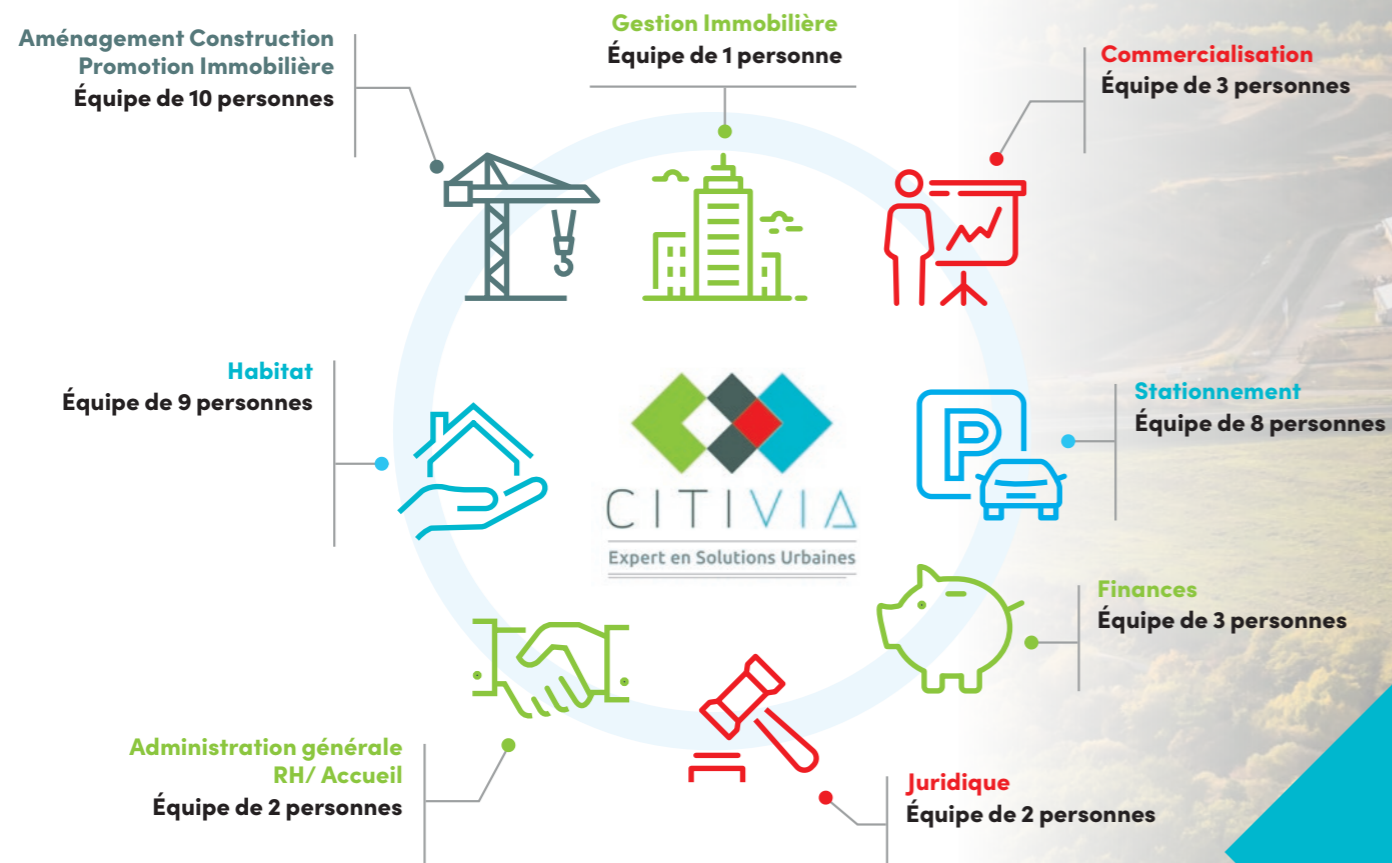 Aménagement Construction
Promotion Immobilière
Équipe de 10 personnes
Gestion Immobilière
Équipe de 1 personne
Commercialisation
Équipe de 3 personnes
Habitat
Équipe de 9 personnes
CITIVIA
Expert en Solutions Urbaines
P
Stationnement
Équipe de 8 personnes
Finances
Équipe de 3 personnes
Administration générale
RH/ Accueil
Équipe de 2 personnes
Juridique
Équipe de 2 personnes